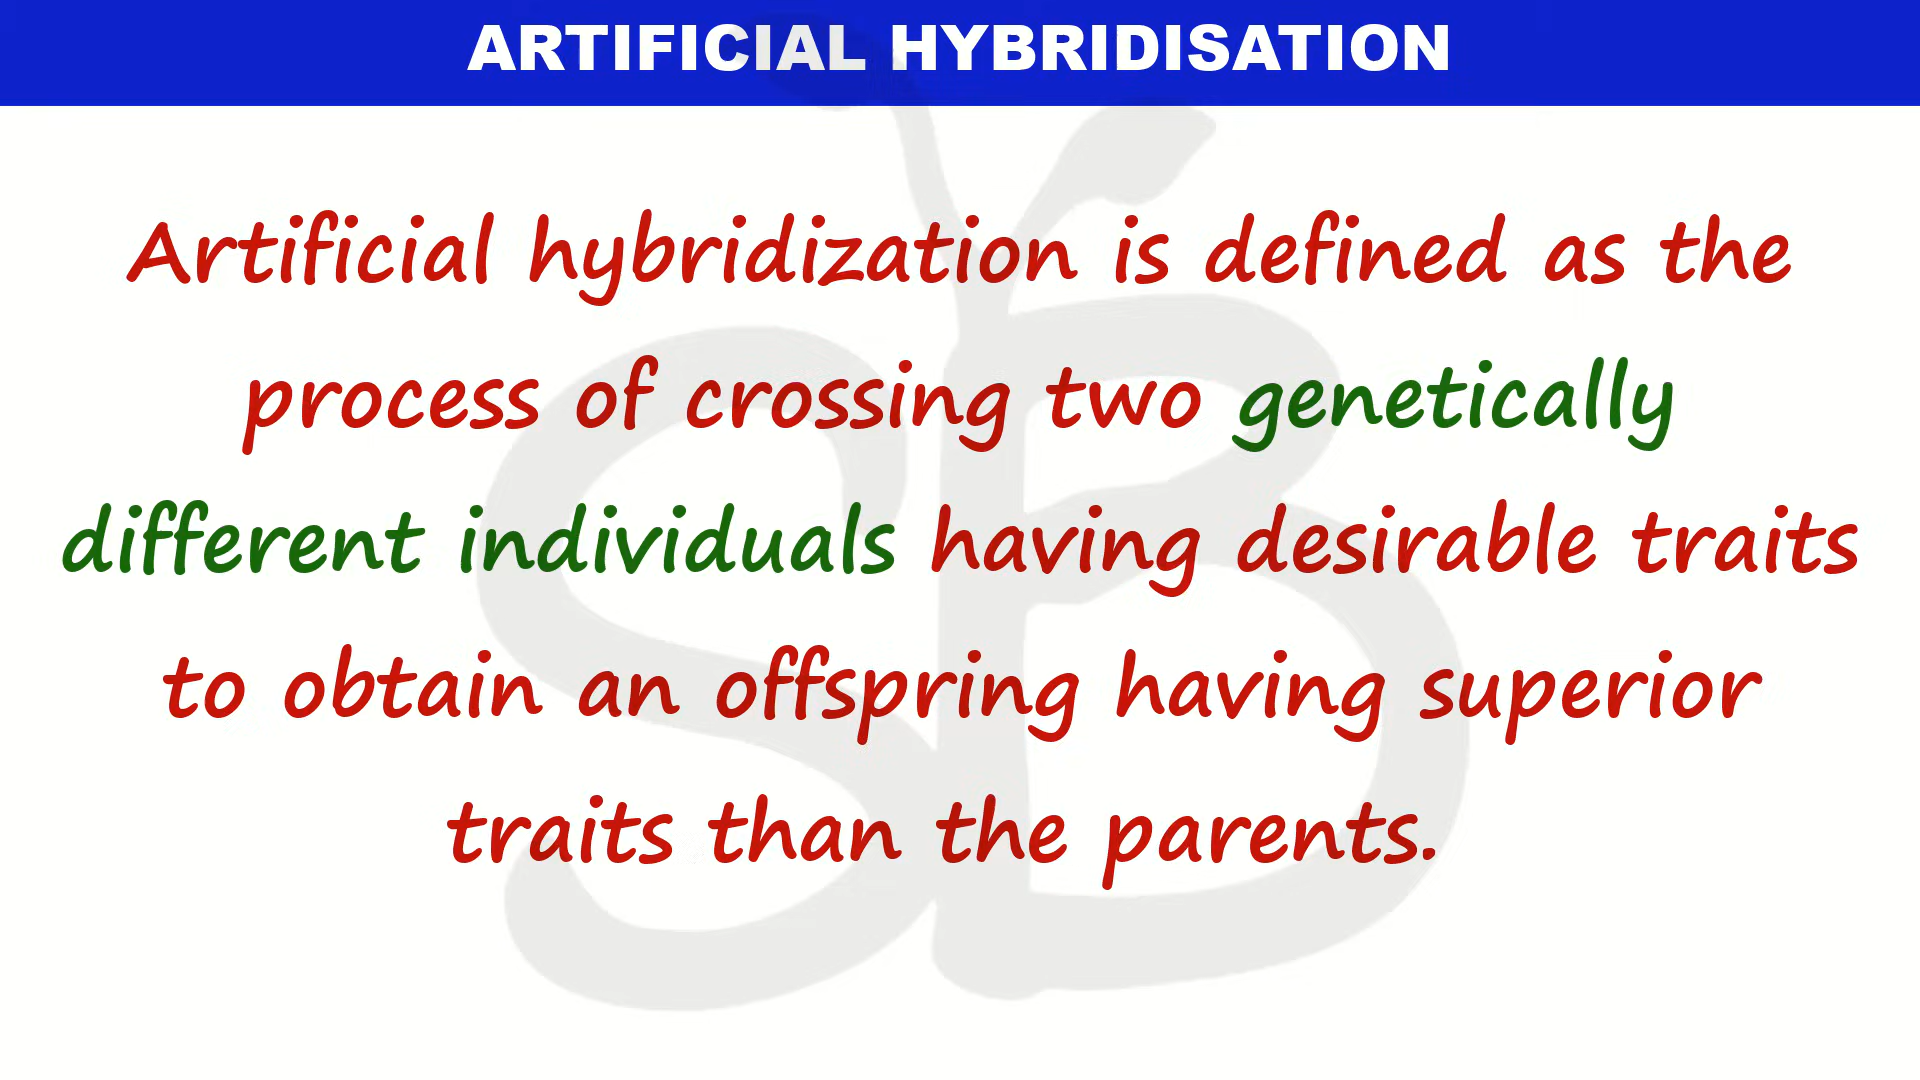 ARTIFICIAL HYBRIDISATION
Artificial hybridization is defined as the
process of crossing two genetically
different individuals having desirable traits
to obtain an offspring having superior
traits than the parents.
SB